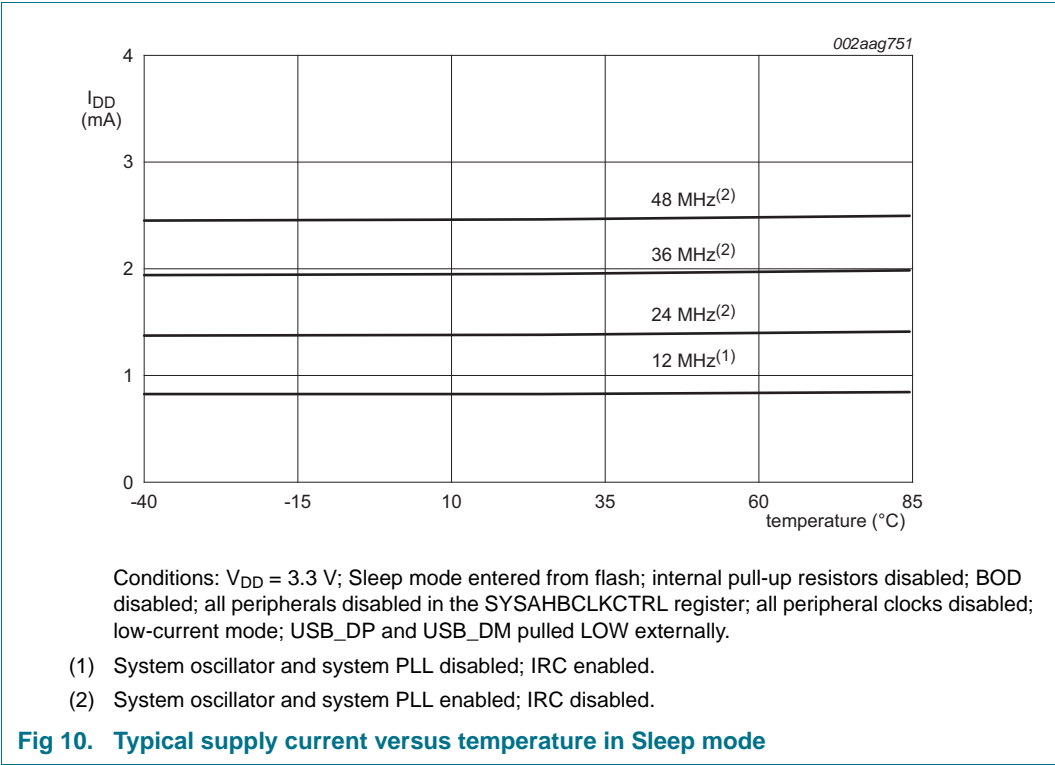 002aag751
4
I_DD
(mA)
3
48 MHz(2)
36 MHz(2)
2
24 MHz(2)
12 MHz(1)
1
0
-40 -15 10 35 60 85
temperature (°C)
Conditions: V_DD = 3.3 V; Sleep mode entered from flash; internal pull-up resistors disabled; BOD
disabled; all peripherals disabled in the SYSAHBCLKCTRL register; all peripheral clocks disabled;
low-current mode; USB_DP and USB_DM pulled LOW externally.
(1) System oscillator and system PLL disabled; IRC enabled.
(2) System oscillator and system PLL enabled; IRC disabled.
Fig 10. Typical supply current versus temperature in Sleep mode